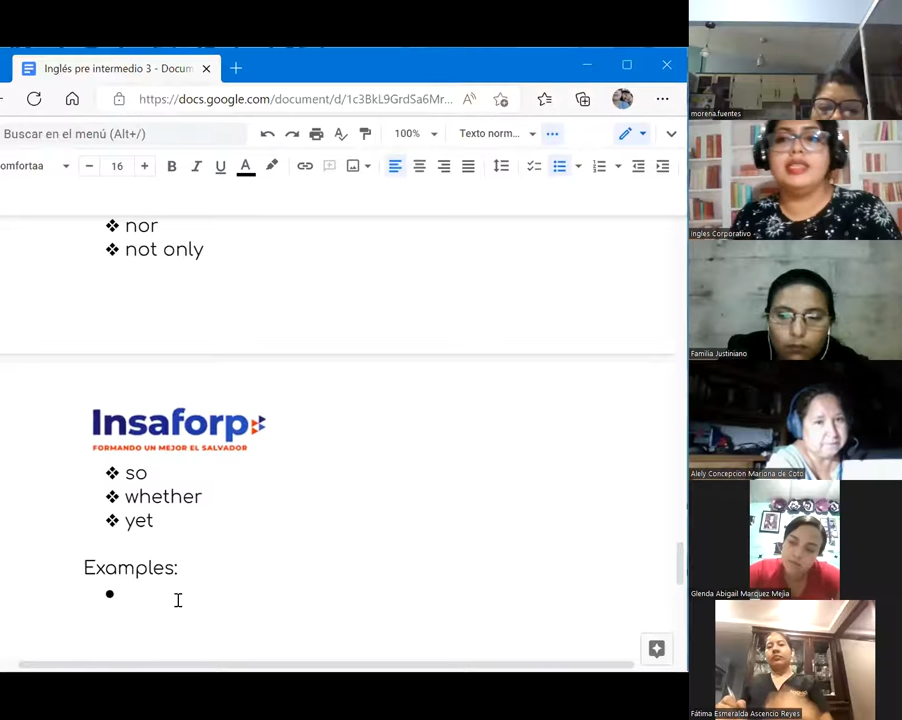 Inglés pre intermedio 3 - Docum
https://docs.google.com/document/d/1c3BkL9GrdSa6Mr...
Buscar en el menú (Alt+/)
100%
Texto norm...
omfortaa
16
nor
not only
Insaforp
FORMANDO UN MEJOR EL SALVADOR
so
whether
yet
Examples:
morena.fuentes
Ingles Corporativo -
Familia Justiniano
Alely Concepcion Mariona de Coto
Glenda Abigail Marquez Mejia
Fátima Esmeralda Ascencio Reyes